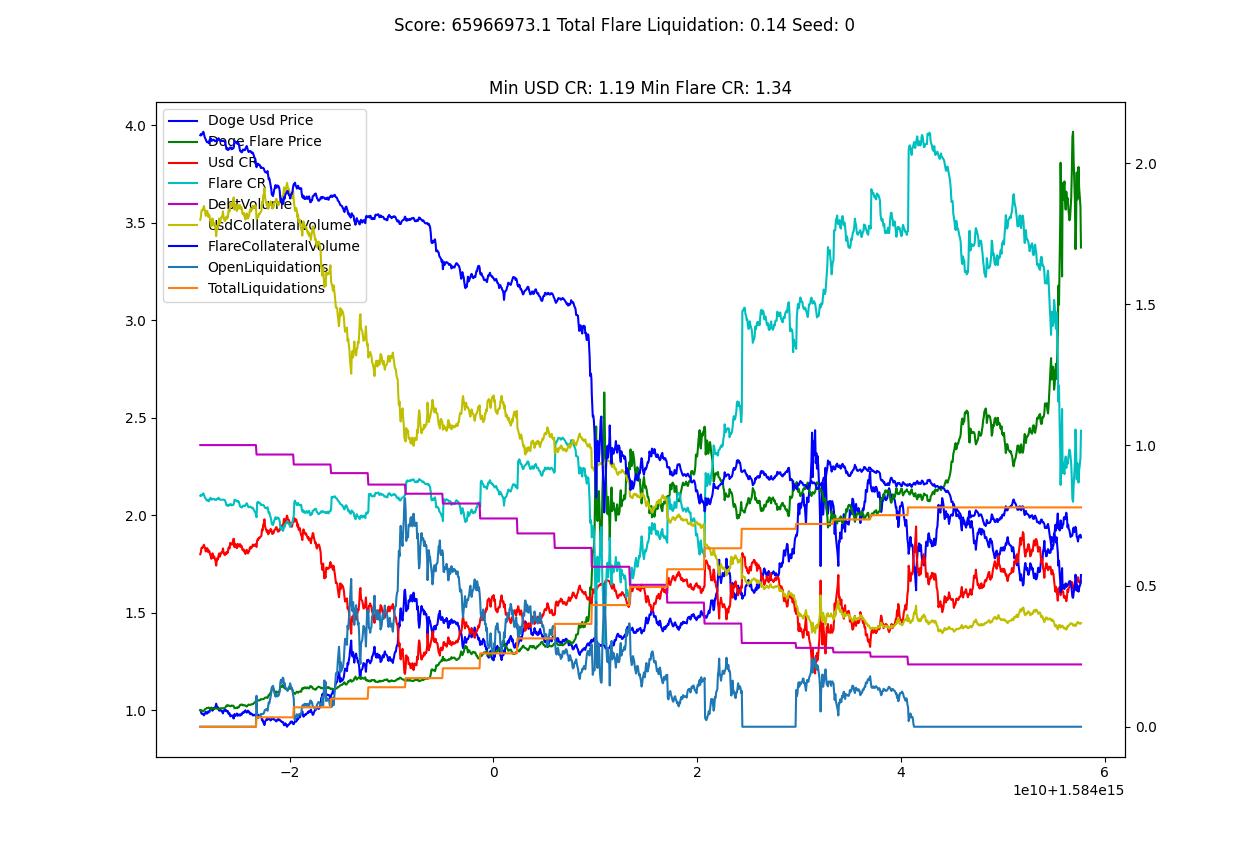 Score: 65966973.1 Total Flare Liquidation: 0.14 Seed: 0
Min USD CR: 1.19 Min Flare CR: 1.34
Doge Usd Price
Doge Flare Price
Usd CR
Flare CR
DebtVolume
UsdCollateralVolume
FlareCollateralVolume
OpenLiquidations
TotalLiquidations
4.0
3.5
3.0
2.5
2.0
1.5
1.0
2.0
1.5
1.0
0.5
0.0
−2
0
2
4
6
1e10+1.584e15